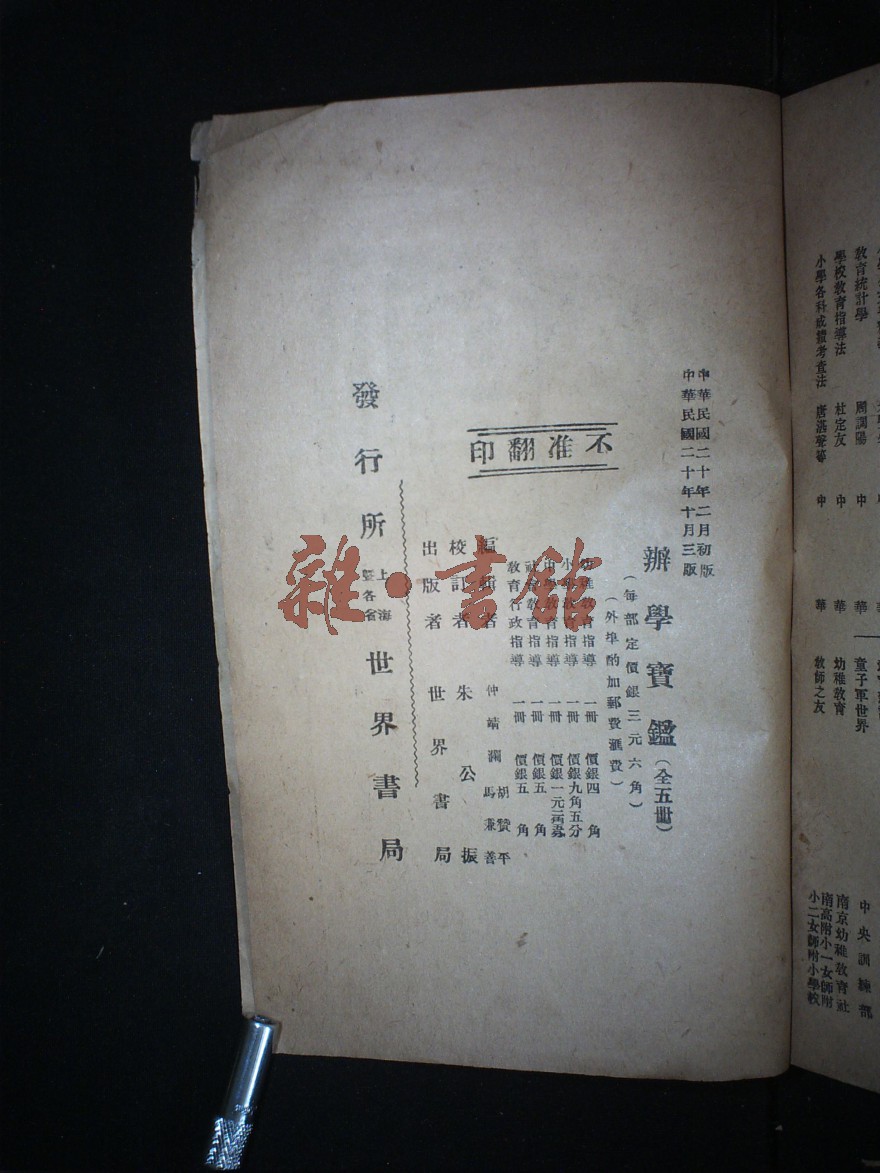 中華民國二十年二月初版
中華民國二十年十月三版
辦學寶鑑(全五冊)
(每部定價銀三元六角)
(外埠酌加郵費滙費)
幼稚教育指導 一冊 價銀四角
小學教育指導 一冊 價銀九角五分
中學教育指導 一冊 價銀一元二角五分
社會教育指導 一冊 價銀五角
教育行政指導 一冊 價銀五角
不准翻印
編輯者 仲靖瀾 胡贊平 馬兼善
校訂者 朱公振
出版者 世界書局
發行所 上海暨各省 世界書局
雜·書館
教育統計學 周調陽 中華
學校教育指導法 杜定友 中華
小學各科成績考查法 唐湛聲等 中華
童子軍世界 中央訓練部
幼稚教育 南京幼稚教育社
教師之友 南高附小一女師附小二女師附小學校